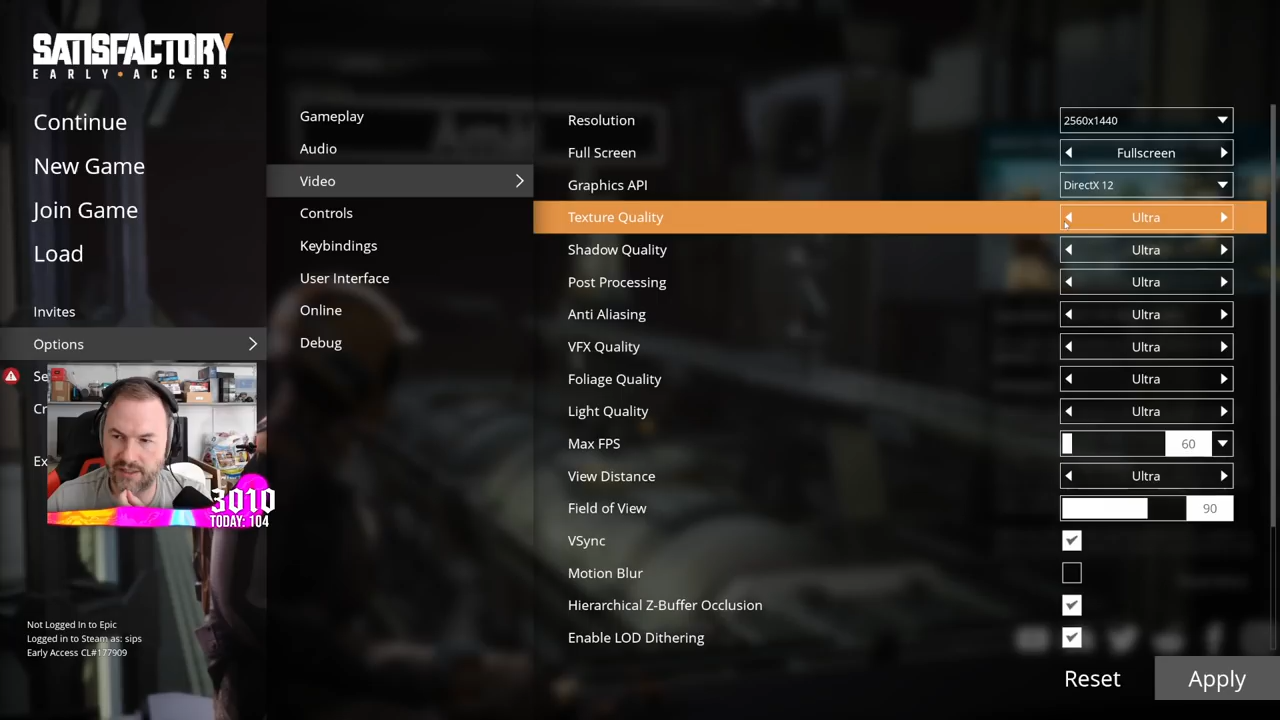 SATISFACTORY
EARLY ACCESS
Continue
New Game
Join Game
Load
Invites
Options
Se
Cr
Ex
3010
TODAY: 104
Not Logged In to Epic
Logged in to Steam as: sips
Early Access CL#177909
Gameplay
Audio
Video
Controls
Keybindings
User Interface
Online
Debug
Resolution 2560x1440
Full Screen Fullscreen
Graphics API DirectX 12
Texture Quality Ultra
Shadow Quality Ultra
Post Processing Ultra
Anti Aliasing Ultra
VFX Quality Ultra
Foliage Quality Ultra
Light Quality Ultra
Max FPS 60
View Distance Ultra
Field of View 90
VSync
Motion Blur
Hierarchical Z-Buffer Occlusion
Enable LOD Dithering
Reset Apply